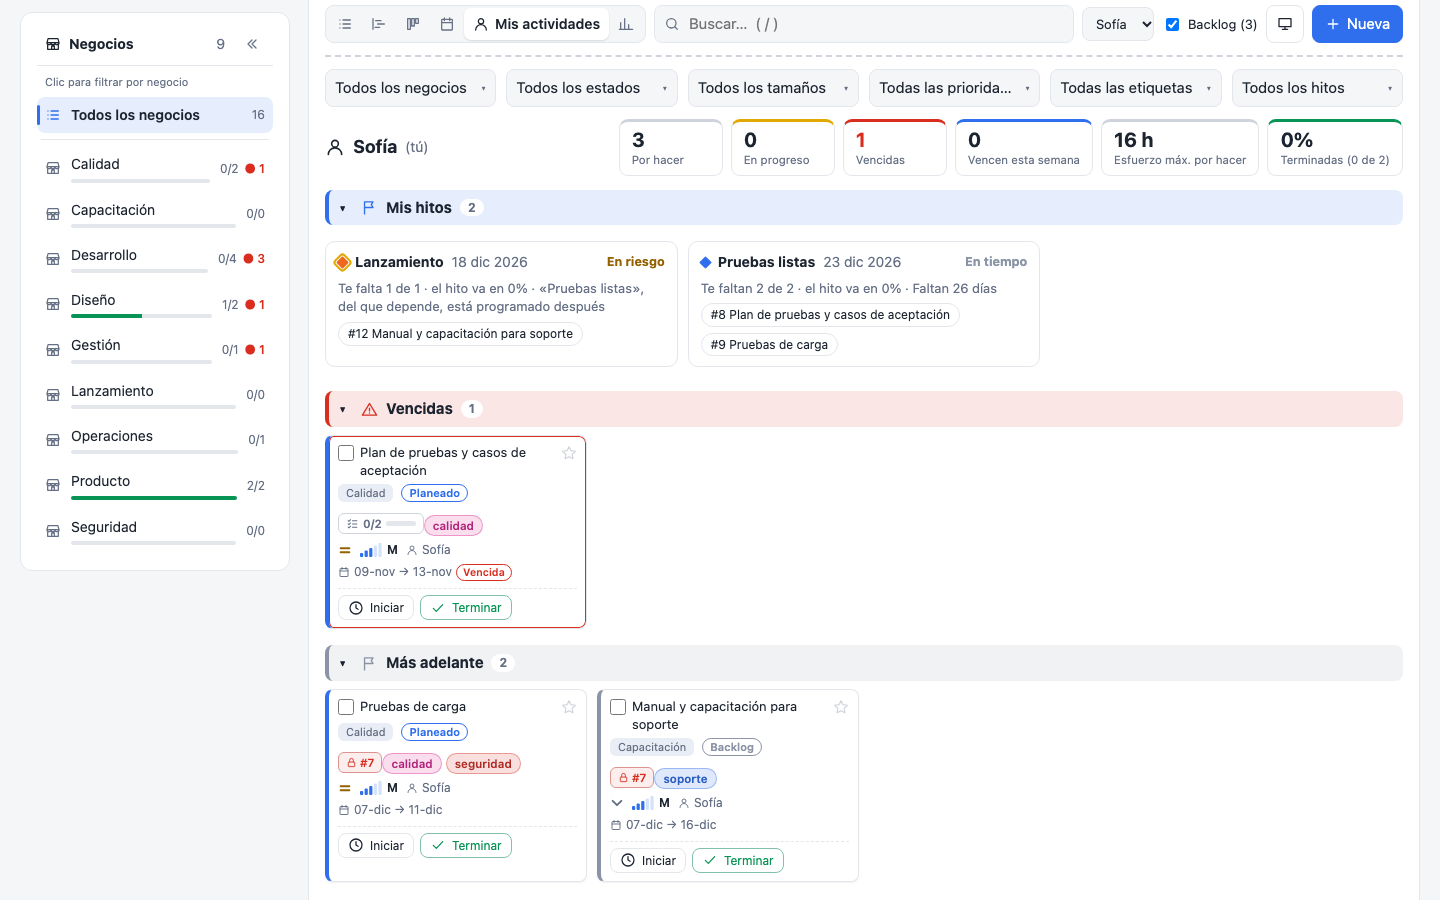 Negocios 9
Clic para filtrar por negocio
Todos los negocios 16
Calidad 0/2 1
Capacitación 0/0
Desarrollo 0/4 3
Diseño 1/2 1
Gestión 0/1 1
Lanzamiento 0/0
Operaciones 0/1
Producto 2/2
Seguridad 0/0
Mis actividades Buscar... ( / ) Sofía Backlog (3) Nueva
Todos los negocios Todos los estados Todos los tamaños Todas las priorida... Todas las etiquetas Todos los hitos
Sofía (tú)
3 Por hacer
0 En progreso
1 Vencidas
0 Vencen esta semana
16 h Esfuerzo máx. por hacer
0% Terminadas (0 de 2)
Mis hitos 2
Lanzamiento 18 dic 2026 En riesgo
Te falta 1 de 1 · el hito va en 0% · «Pruebas listas»,
del que depende, está programado después
#12 Manual y capacitación para soporte
Pruebas listas 23 dic 2026 En tiempo
Te faltan 2 de 2 · el hito va en 0% · Faltan 26 días
#8 Plan de pruebas y casos de aceptación
#9 Pruebas de carga
Vencidas 1
Plan de pruebas y casos de
aceptación
Calidad Planeado
0/2 calidad
M Sofía
09-nov → 13-nov Vencida
Iniciar Terminar
Más adelante 2
Pruebas de carga
Calidad Planeado
#7 calidad seguridad
M Sofía
07-dic → 11-dic
Iniciar Terminar
Manual y capacitación para
soporte
Capacitación Backlog
#7 soporte
M Sofía
07-dic → 16-dic
Iniciar Terminar